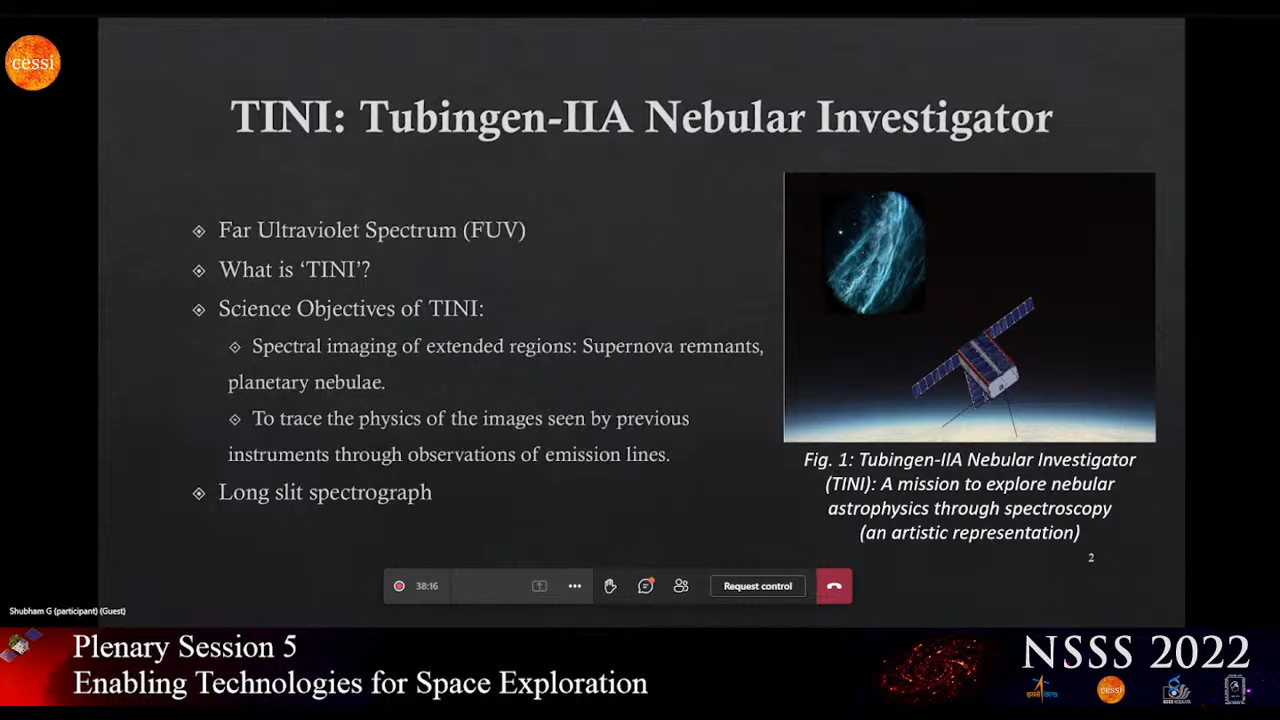 cessi
TINI: Tubingen-IIA Nebular Investigator
Far Ultraviolet Spectrum (FUV)
What is ‘TINI’?
Science Objectives of TINI:
Spectral imaging of extended regions: Supernova remnants,
planetary nebulae.
To trace the physics of the images seen by previous
instruments through observations of emission lines.
Long slit spectrograph
Fig. 1: Tubingen-IIA Nebular Investigator
(TINI): A mission to explore nebular
astrophysics through spectroscopy
(an artistic representation)
2
38:16
Request control
Shubham G (participant) (Guest)
Plenary Session 5
Enabling Technologies for Space Exploration
NSSS 2022
cessi